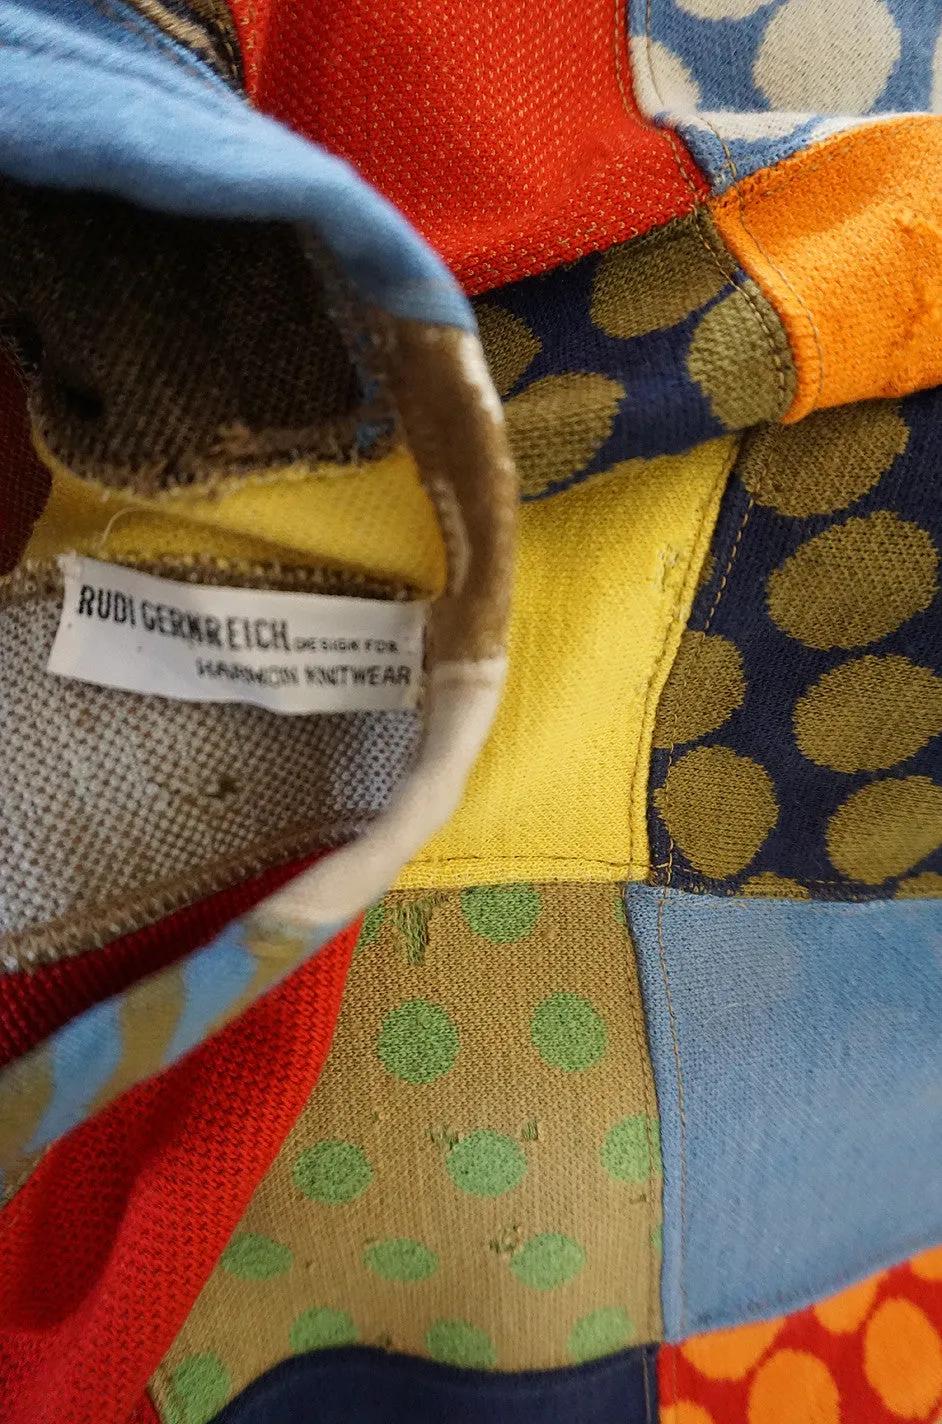 RUDI GERNREICH DESIGN FOR
HARMON KNITWEAR